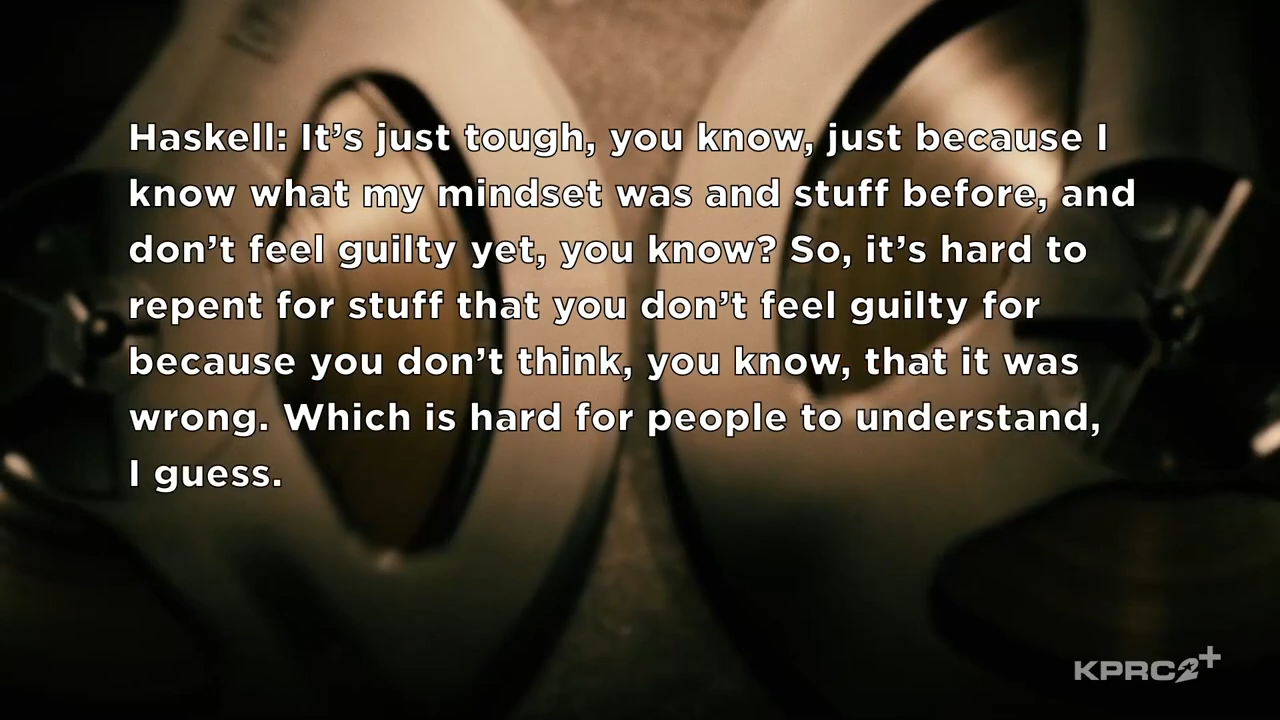 Haskell: It’s just tough, you know, just because I
know what my mindset was and stuff before, and
don’t feel guilty yet, you know? So, it’s hard to
repent for stuff that you don’t feel guilty for
because you don’t think, you know, that it was
wrong. Which is hard for people to understand,
I guess.
KPRC2+